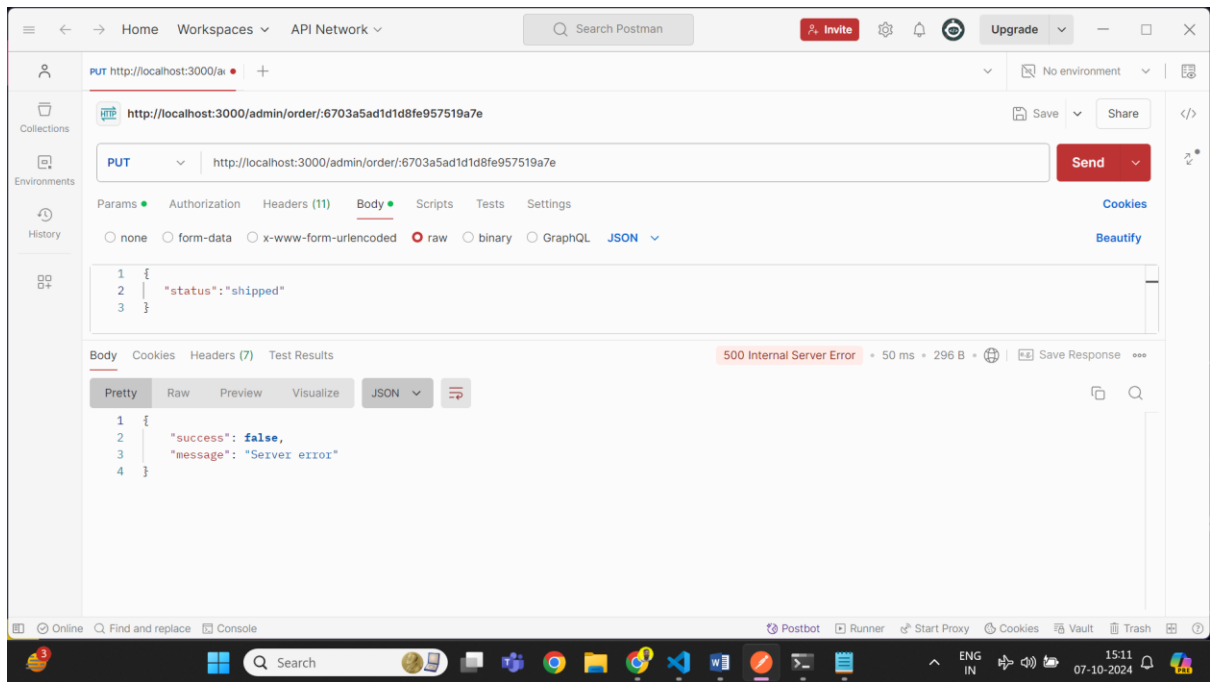 Home Workspaces API Network Search Postman Invite Upgrade
PUT http://localhost:3000/ac No environment
Collections
Environments
History
HTTP http://localhost:3000/admin/order/:6703a5ad1d1d8fe957519a7e Save Share
PUT http://localhost:3000/admin/order/:6703a5ad1d1d8fe957519a7e Send
Params Authorization Headers (11) Body Scripts Tests Settings Cookies
none form-data x-www-form-urlencoded raw binary GraphQL JSON Beautify
1 {
2 "status":"shipped"
3 }
Body Cookies Headers (7) Test Results 500 Internal Server Error 50 ms 296 B Save Response
Pretty Raw Preview Visualize JSON
1 {
2 "success": false,
3 "message": "Server error"
4 }
Online Find and replace Console Postbot Runner Start Proxy Cookies Vault Trash
3 Search ENG 15:11
IN 07-10-2024 PRE